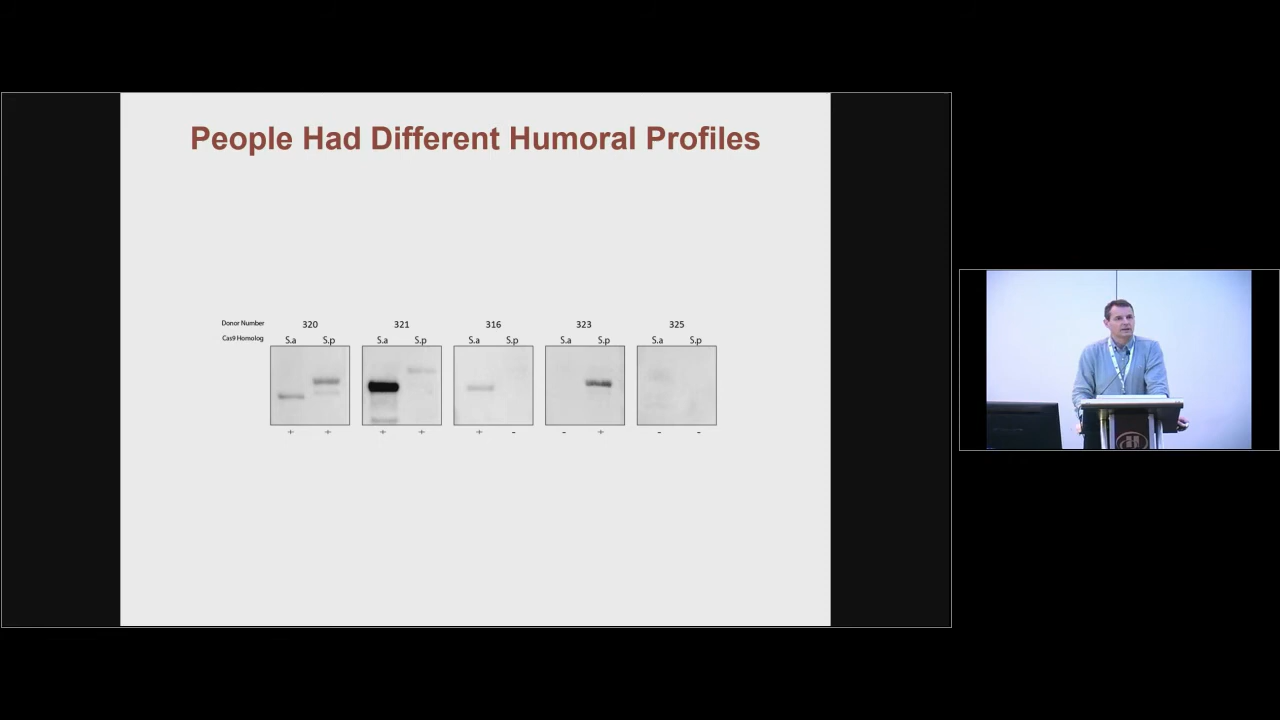 People Had Different Humoral Profiles
Donor Number 320 321 316 323 325
Cas9 Homolog S.a S.p S.a S.p S.a S.p S.a S.p S.a S.p
+ + + + + - - + - -